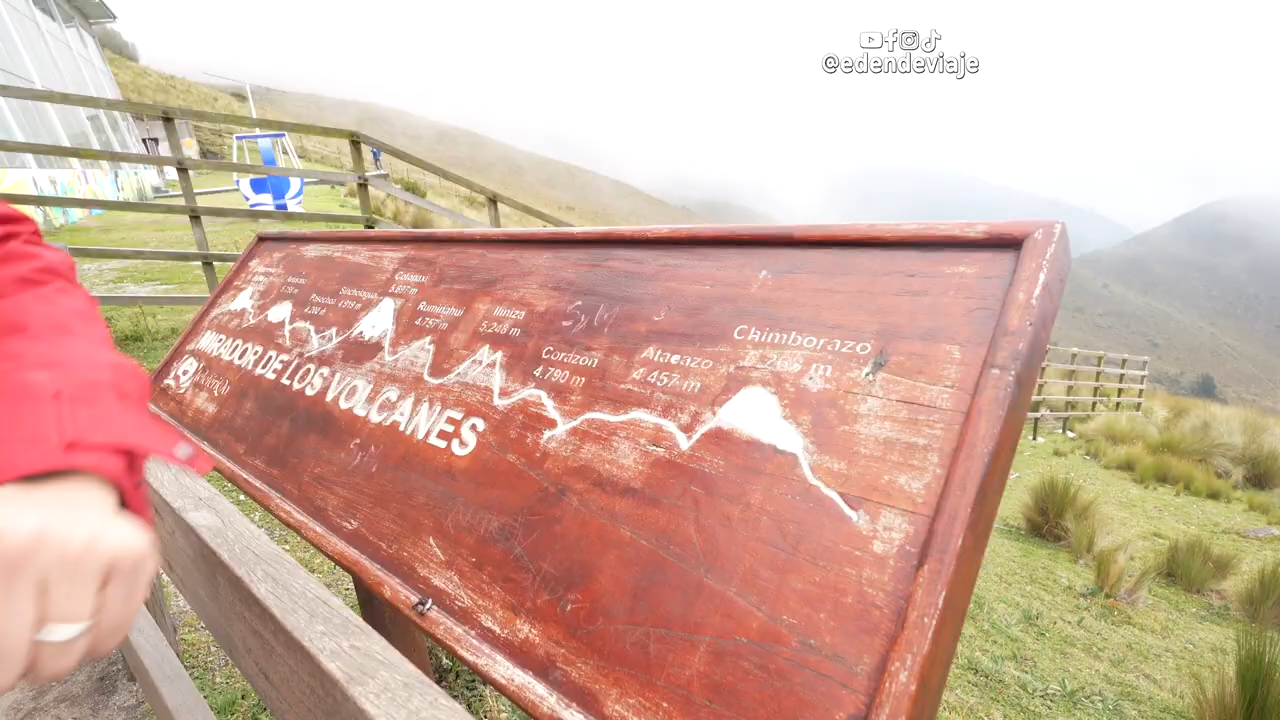 @edendeviaje
Cotopaxi
5.897 m
Sincholagua
4.919 m
Pasochoa
4.200 m
Rumiñahui
4.757 m
Iliniza
5.248 m
Corazón
4.790 m
Atacazo
4.457 m
Chimborazo
MIRADOR DE LOS VOLCANES